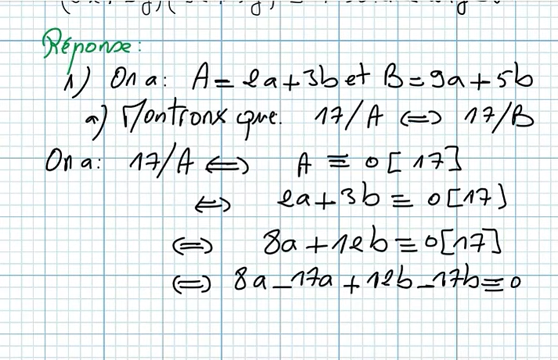 Réponse:
1) On a: A = 2a + 3b et B = 9a + 5b
a) Montronx que: 17/A ⇔ 17/B
On a: 17/A ⇔ A ≡ 0[17]
⇔ 2a + 3b ≡ 0[17]
⇔ 8a + 12b ≡ 0[17]
⇔ 8a - 17a + 12b - 17b ≡ 0